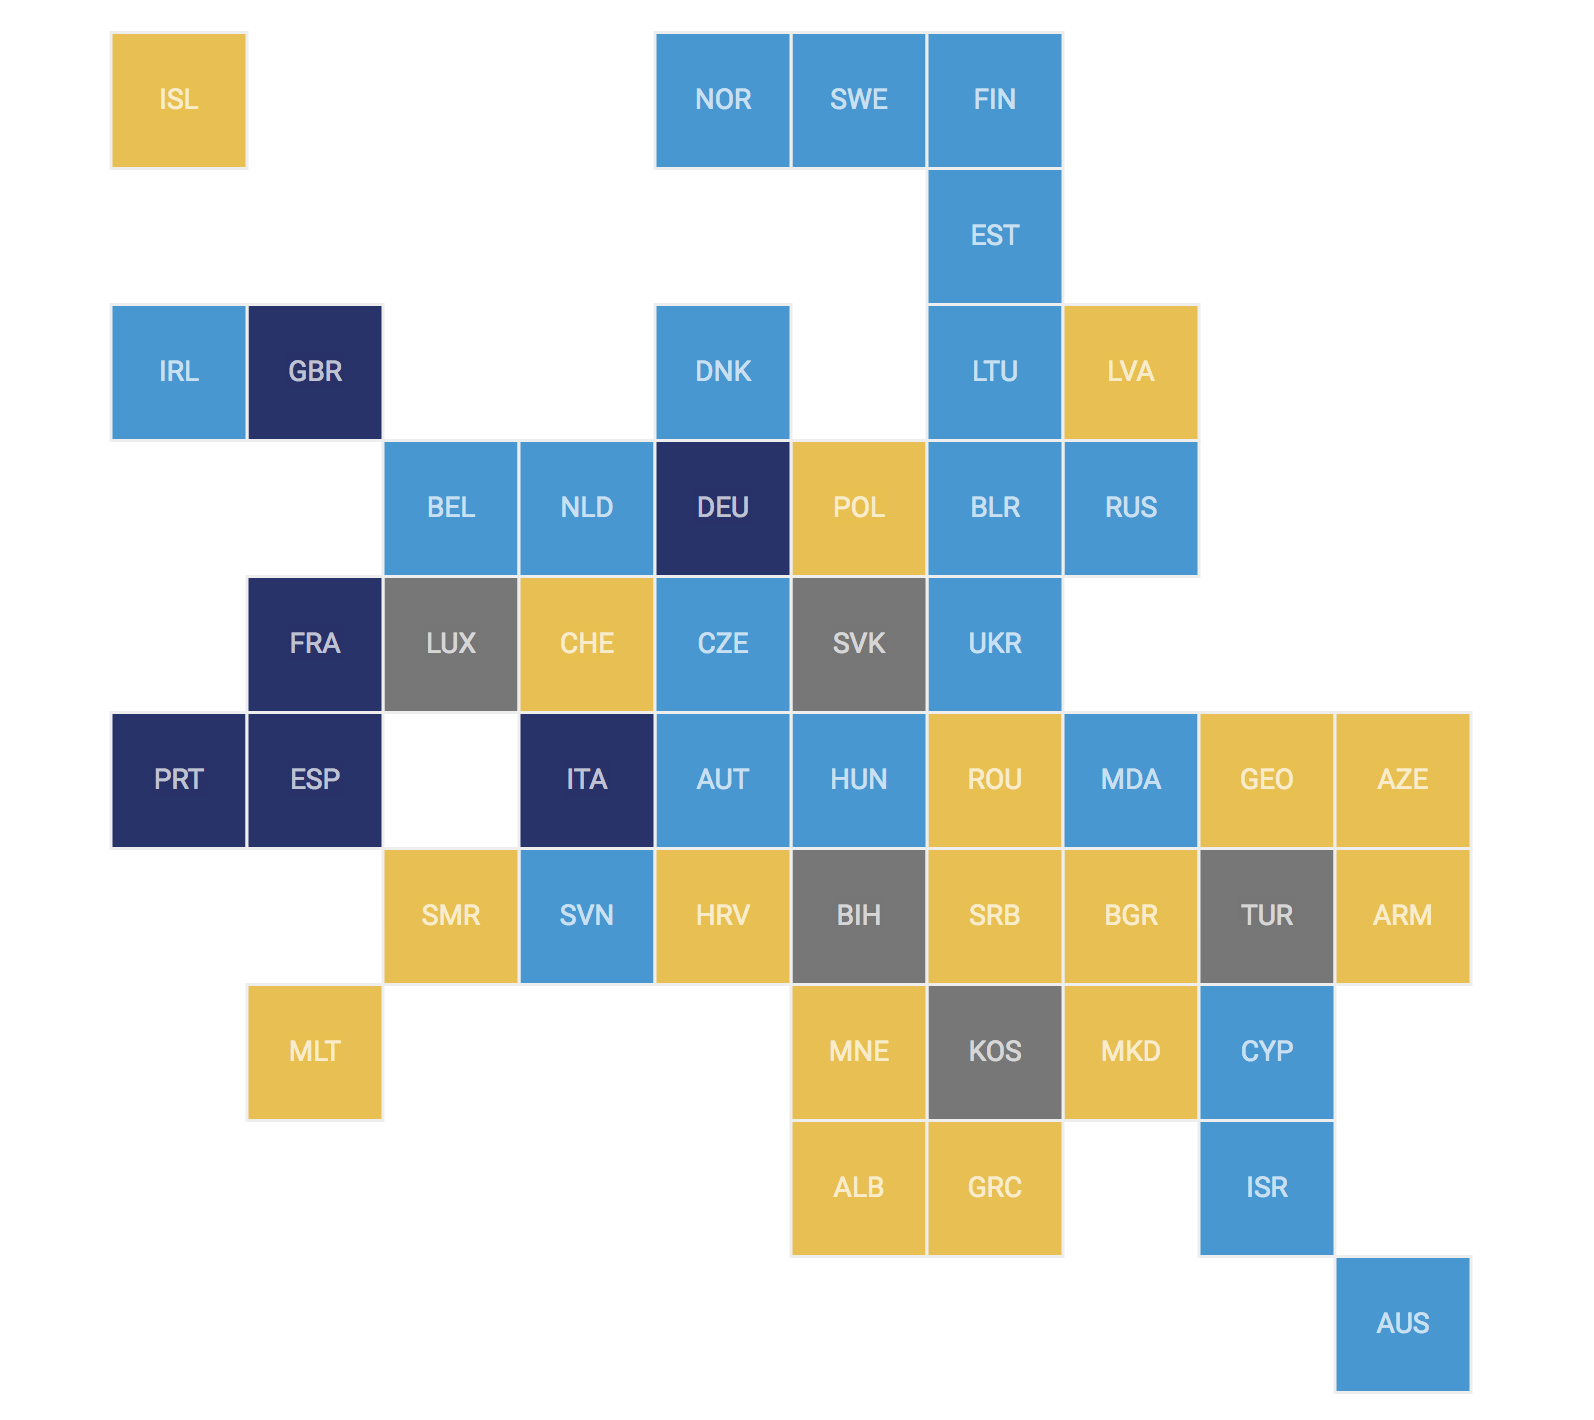 ISL NOR SWE FIN
EST
IRL GBR DNK LTU LVA
BEL NLD DEU POL BLR RUS
FRA LUX CHE CZE SVK UKR
PRT ESP ITA AUT HUN ROU MDA GEO AZE
SMR SVN HRV BIH SRB BGR TUR ARM
MLT MNE KOS MKD CYP
ALB GRC ISR
AUS